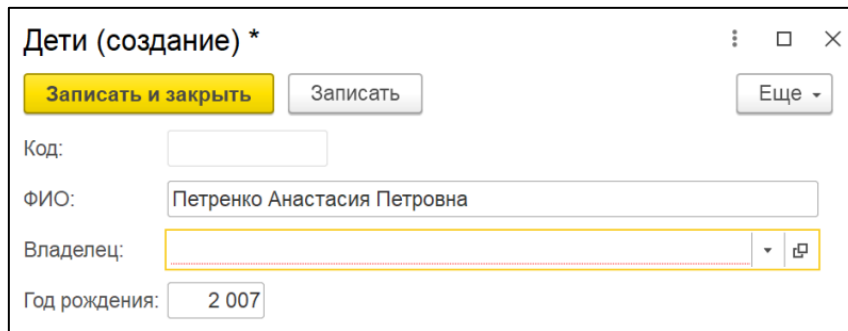 Дети (создание) *
Записать и закрыть Записать Еще
Код:
ФИО: Петренко Анастасия Петровна
Владелец:
Год рождения: 2 007